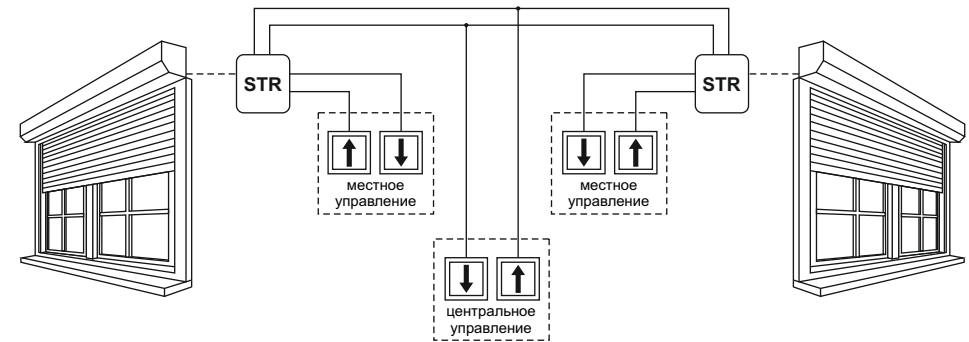 STR
STR
местное
управление
местное
управление
центральное
управление